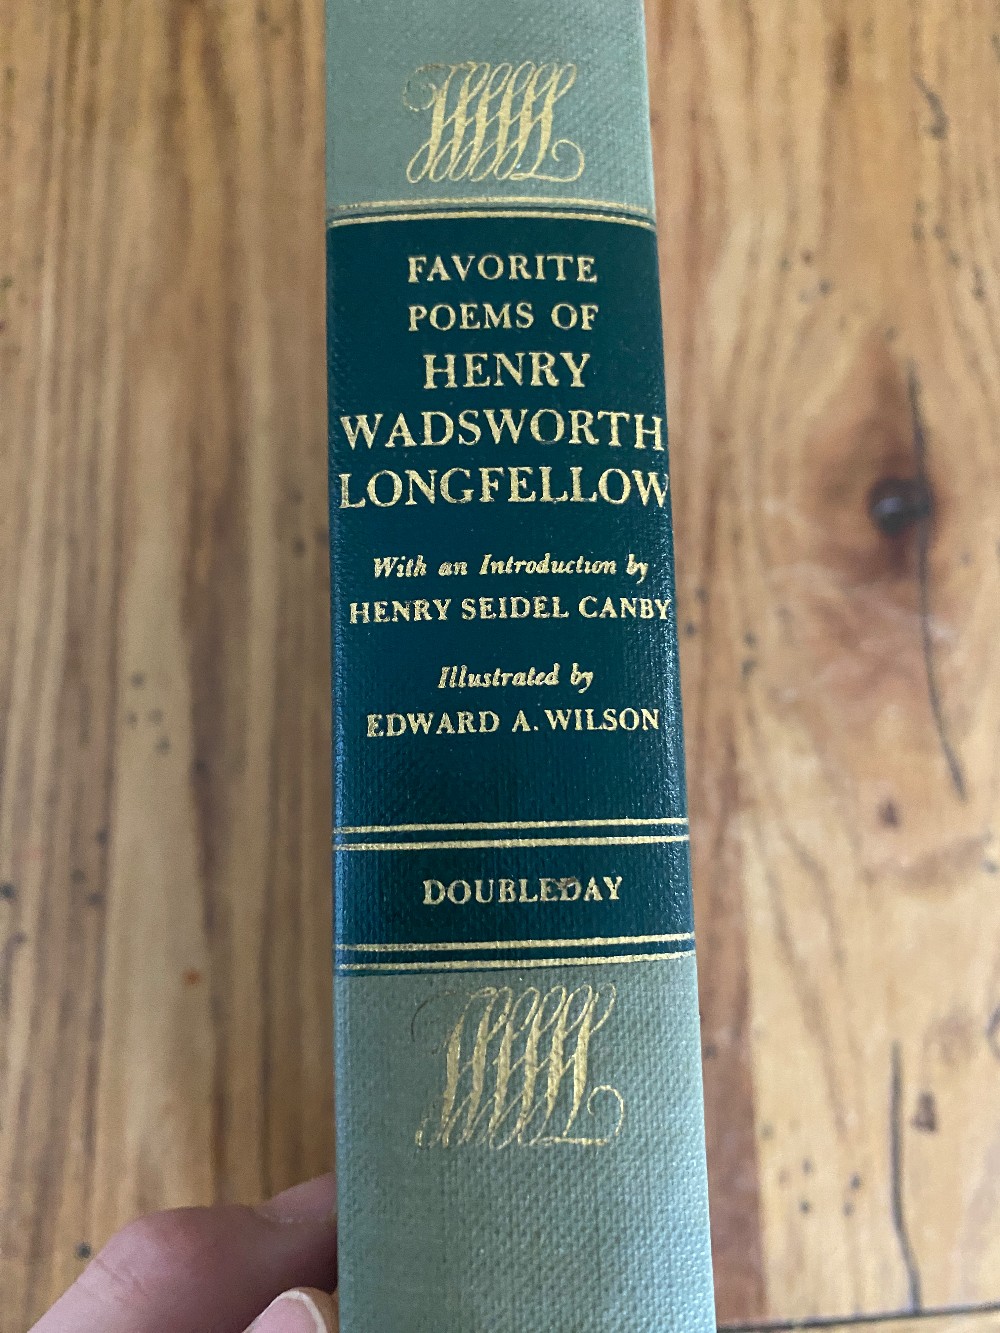 FAVORITE
POEMS OF
HENRY
WADSWORTH
LONGFELLOW
With an Introduction by
HENRY SEIDEL CANBY
Illustrated by
EDWARD A. WILSON
DOUBLEDAY